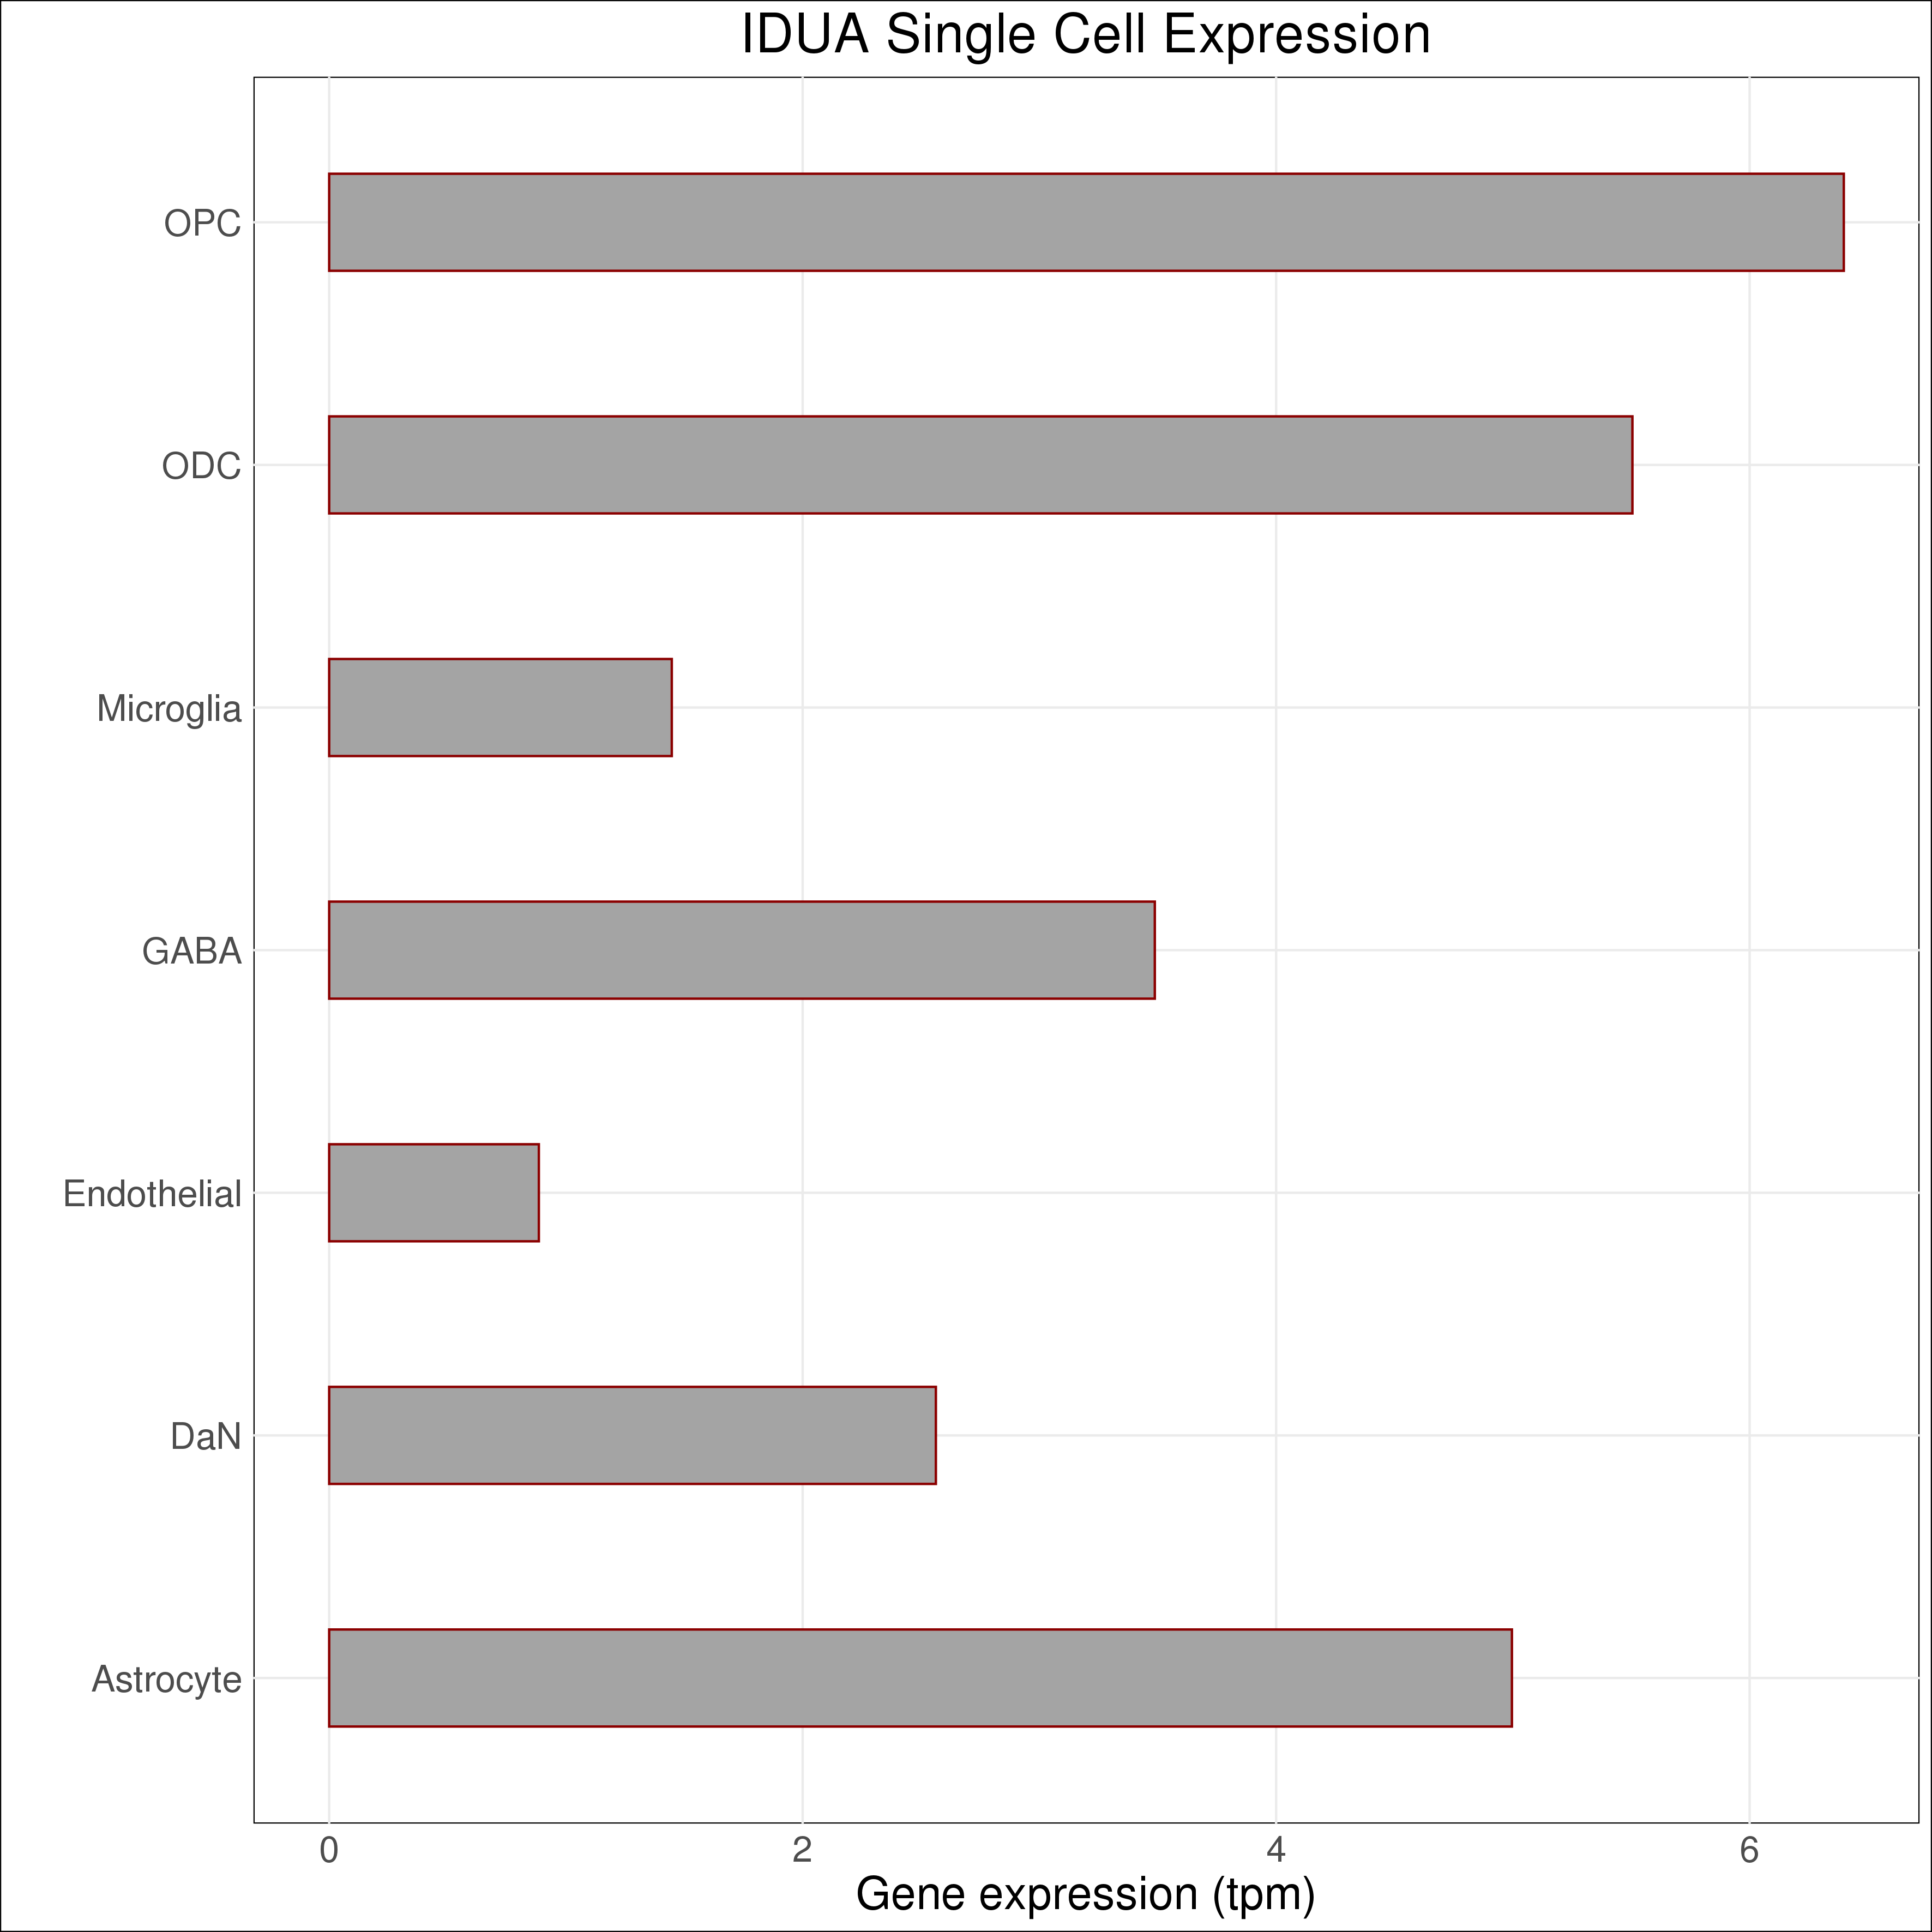 IDUA Single Cell Expression
OPC
ODC
Microglia
GABA
Endothelial
DaN
Astrocyte
0 2 4 6
Gene expression (tpm)